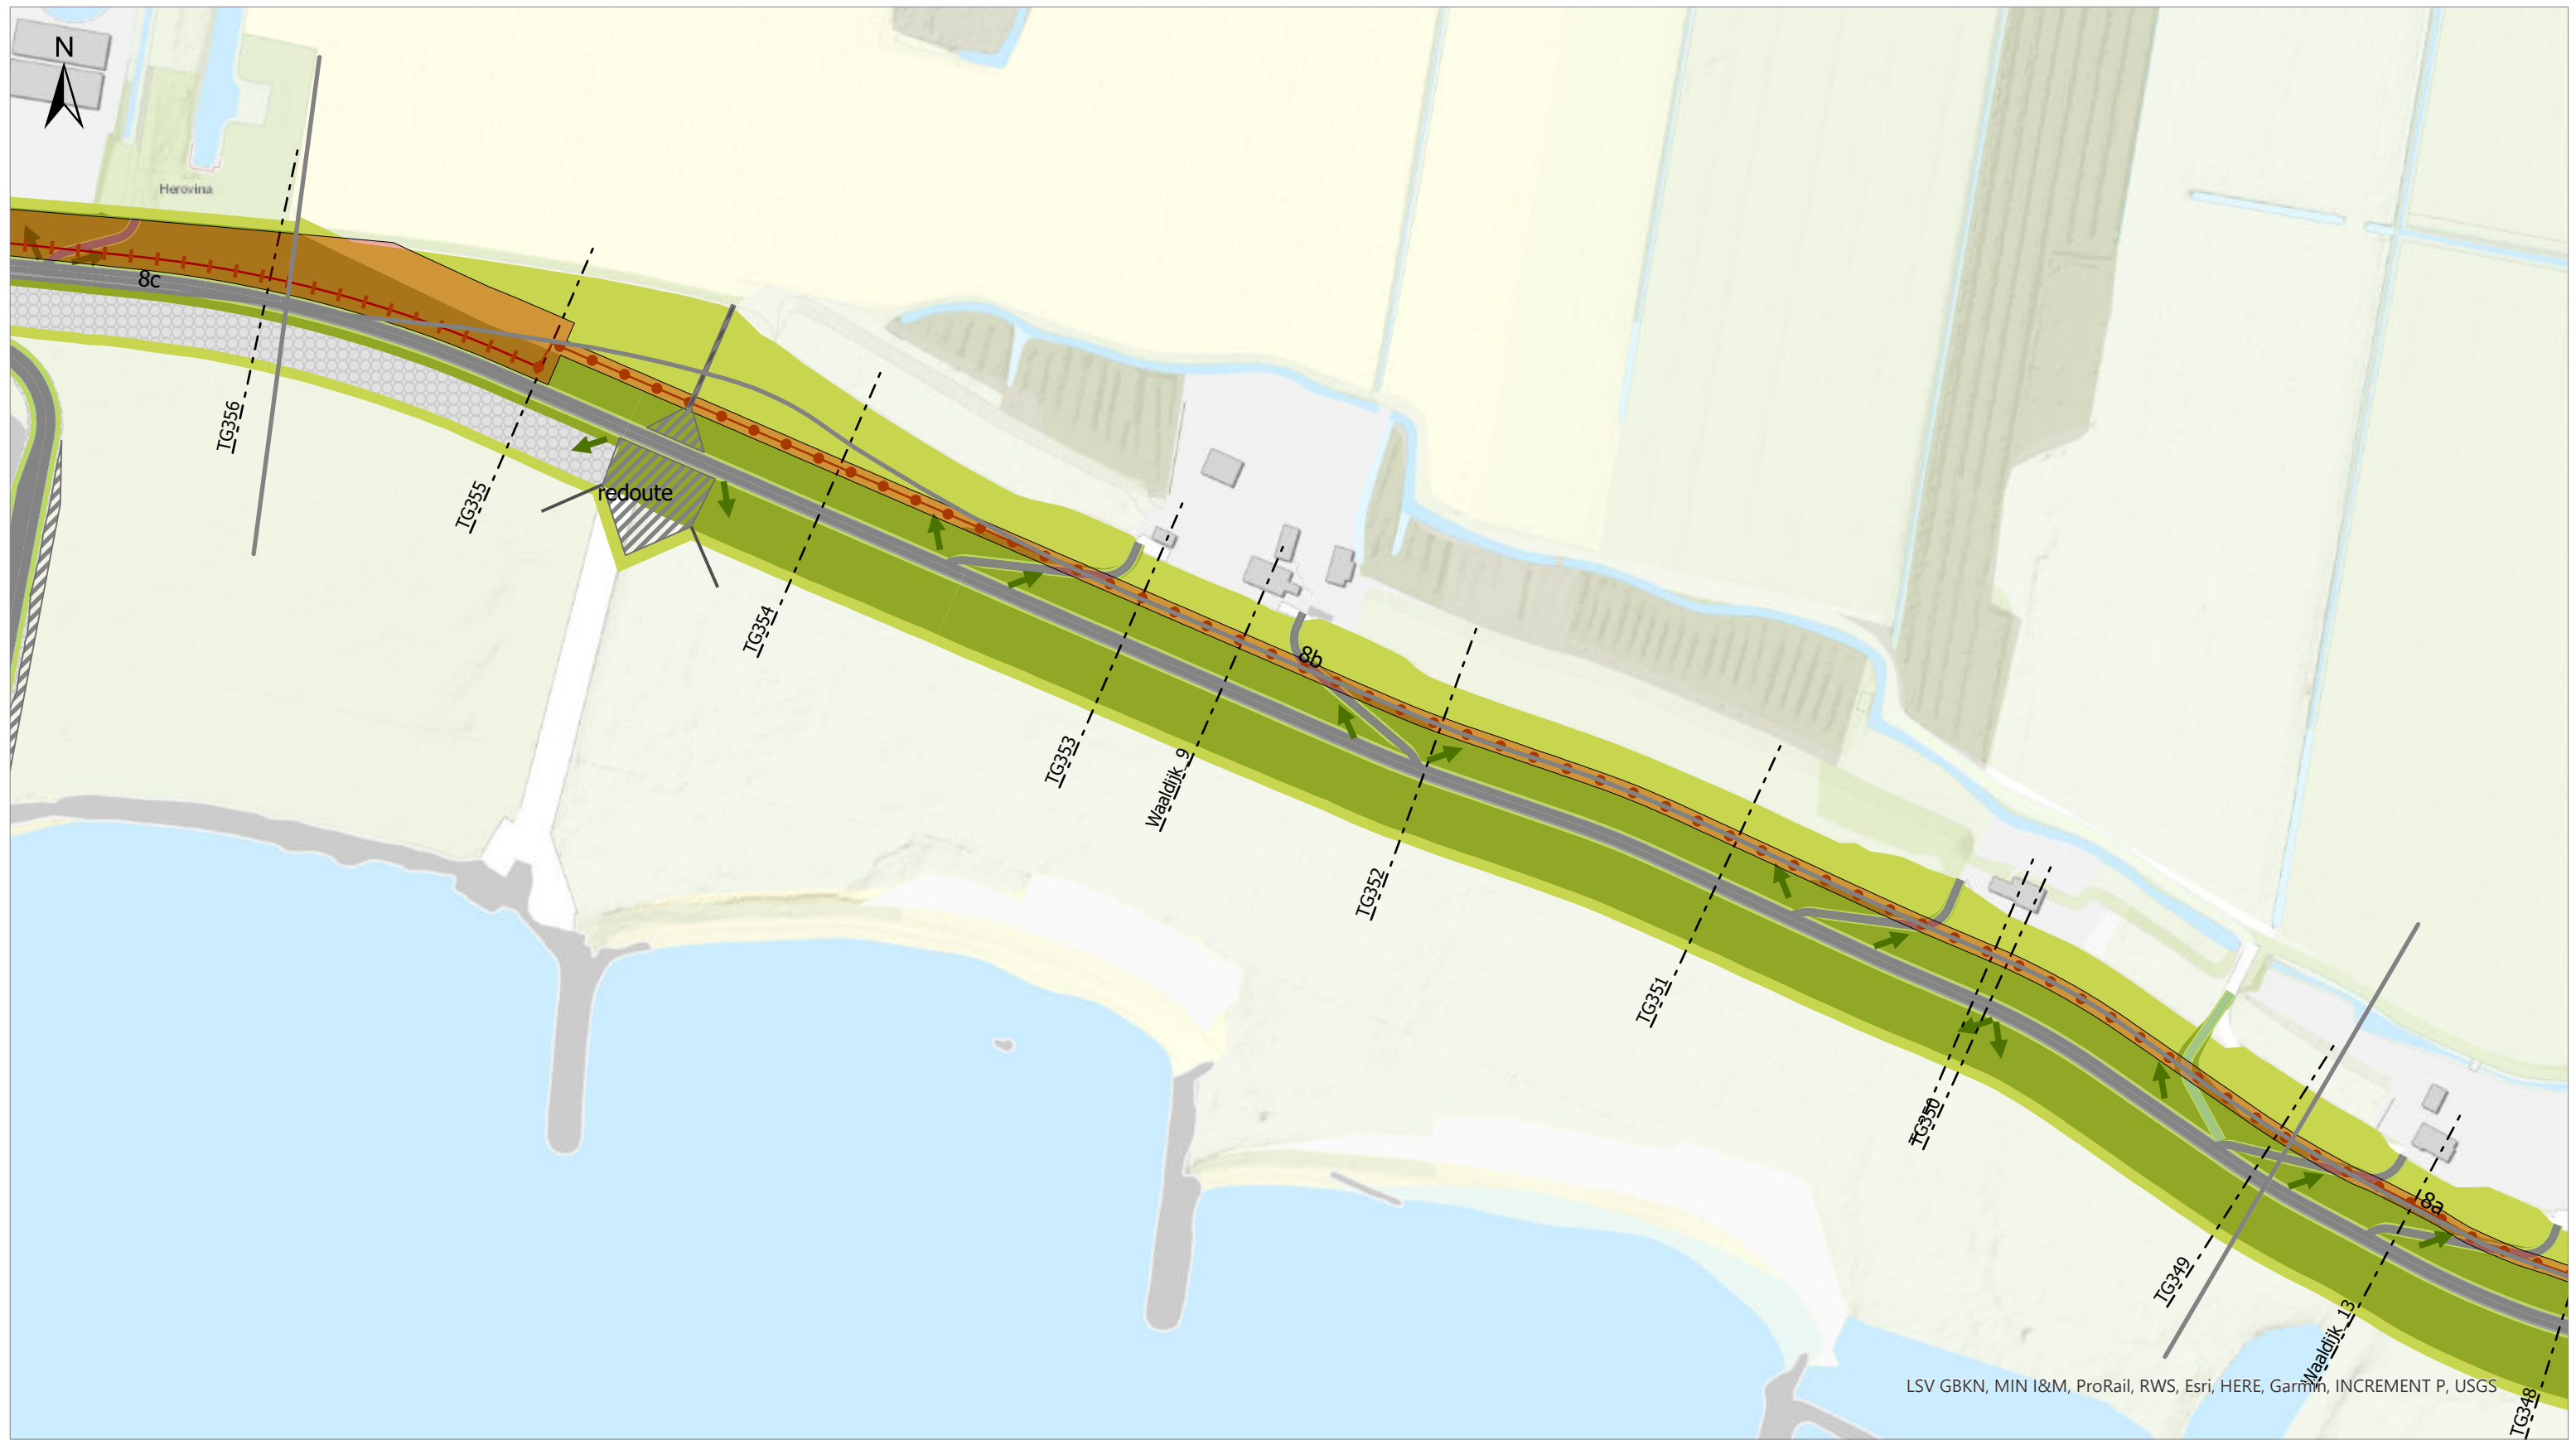 N
Herovina
8c
TG356
TG355
redoute
TG354
TG353
Waaldijk_9
8b
TG352
TG351
TG350
TG349
8a
Waaldijk_13
TG348
LSV GBKN, MIN I&M, ProRail, RWS, Esri, HERE, Garmin, INCREMENT P, USGS